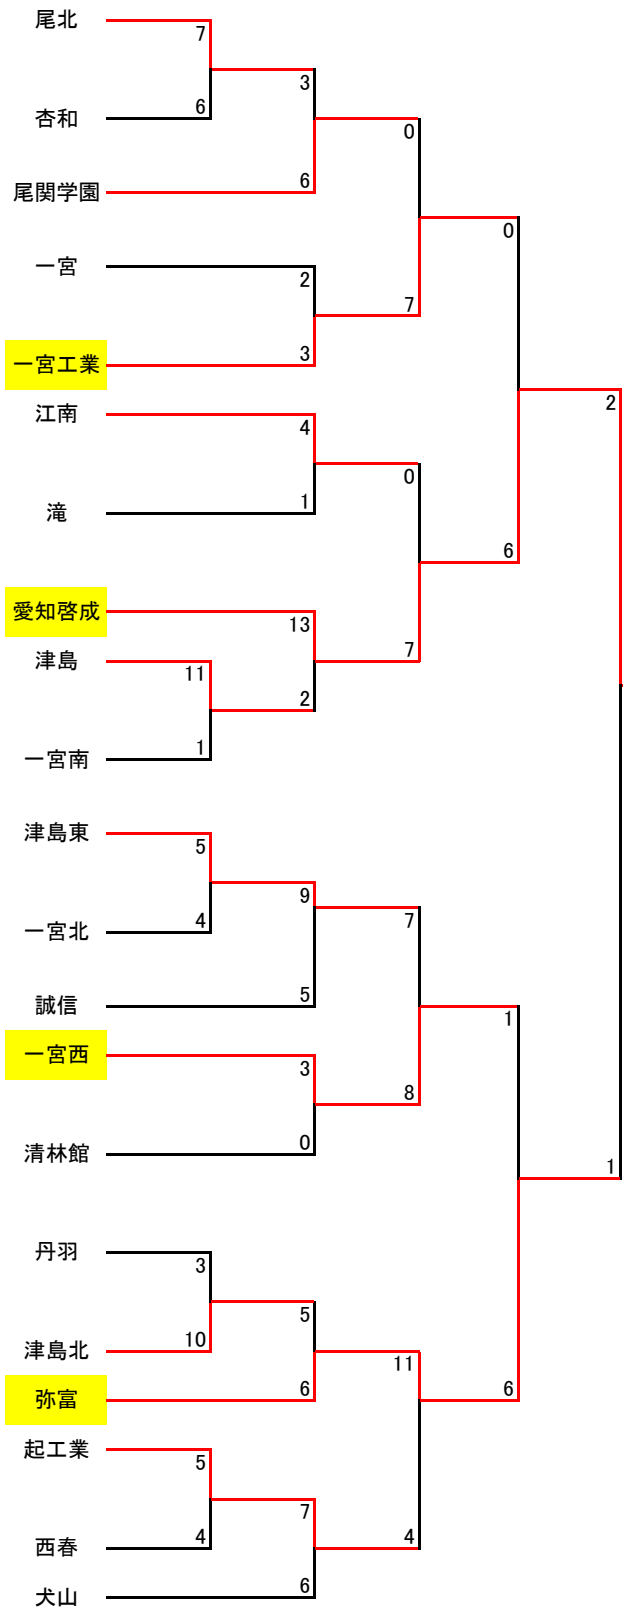 尾北
7
3
6
杏和
0
尾関学園
6
0
一宮
2
7
3
一宮工業
2
江南
4
0
1
滝
6
愛知啓成
13
津島
11
7
2
1
一宮南
津島東
5
9
4
7
一宮北
5
誠信
1
一宮西
3
8
0
清林館
1
丹羽
3
5
10
津島北
11
6
6
弥富
起工業
5
7
4
4
西春
6
犬山